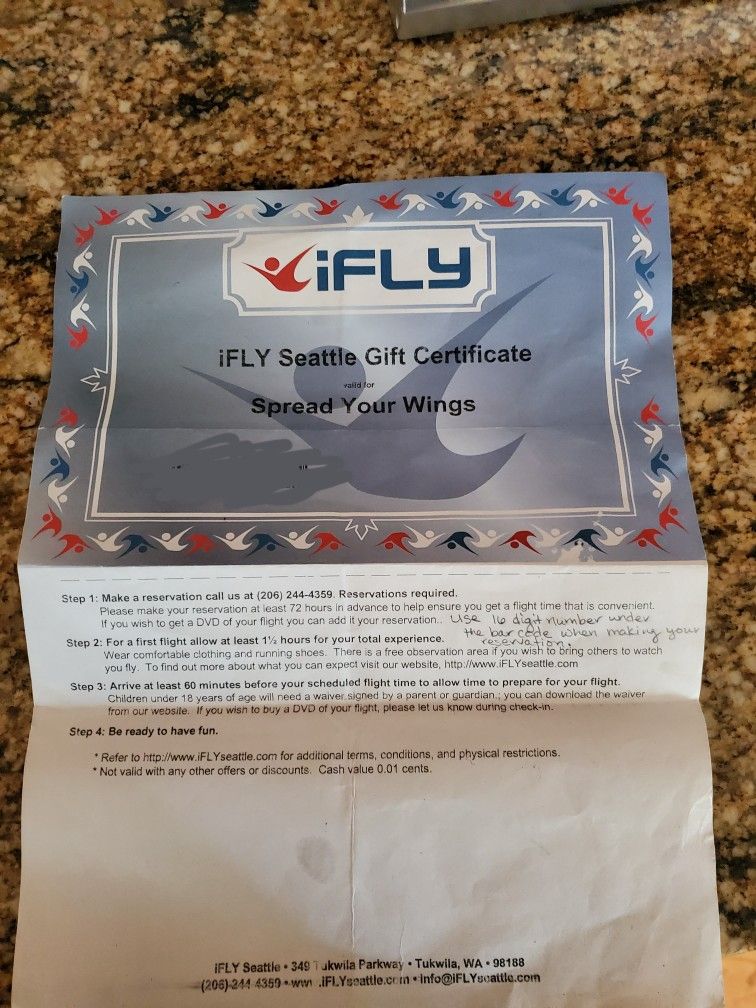 iFLY
iFLY Seattle Gift Certificate
valid for
Spread Your Wings
Step 1: Make a reservation call us at (206) 244-4359. Reservations required.
Please make your reservation at least 72 hours in advance to help ensure you get a flight time that is convenient.
If you wish to get a DVD of your flight you can add it your reservation.. Use 16 digit number under
the bar code when making your
reservation.
Step 2: For a first flight allow at least 1½ hours for your total experience.
Wear comfortable clothing and running shoes. There is a free observation area if you wish to bring others to watch
you fly. To find out more about what you can expect visit our website, http://www.iFLYseattle.com
Step 3: Arrive at least 60 minutes before your scheduled flight time to allow time to prepare for your flight.
Children under 18 years of age will need a waiver signed by a parent or guardian.; you can download the waiver
from our website. If you wish to buy a DVD of your flight, please let us know during check-in.
Step 4: Be ready to have fun.
* Refer to http://www.iFLYseattle.com for additional terms, conditions, and physical restrictions.
* Not valid with any other offers or discounts. Cash value 0.01 cents.
iFLY Seattle • 349 Tukwila Parkway • Tukwila, WA • 98188
(206) 244 4359 • www.iFLYseattle.com • Info@iFLYseattle.com